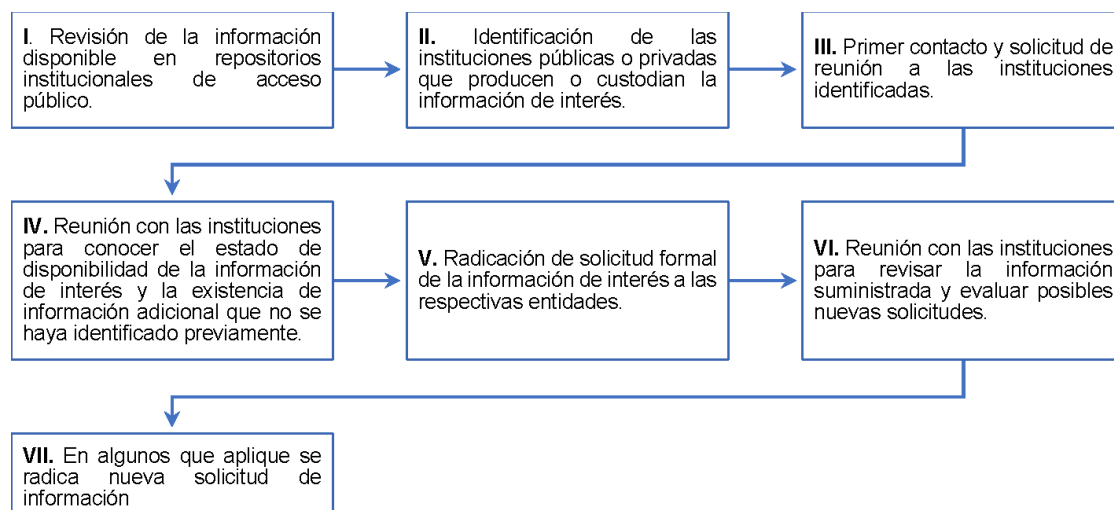 I. Revisión de la información
disponible en repositorios
institucionales de acceso
público.
II. Identificación de las
instituciones públicas o privadas
que producen o custodian la
información de interés.
III. Primer contacto y solicitud de
reunión a las instituciones
identificadas.
IV. Reunión con las instituciones
para conocer el estado de
disponibilidad de la información
de interés y la existencia de
información adicional que no se
haya identificado previamente.
V. Radicación de solicitud formal
de la información de interés a las
respectivas entidades.
VI. Reunión con las instituciones
para revisar la información
suministrada y evaluar posibles
nuevas solicitudes.
VII. En algunos que aplique se
radica nueva solicitud de
información